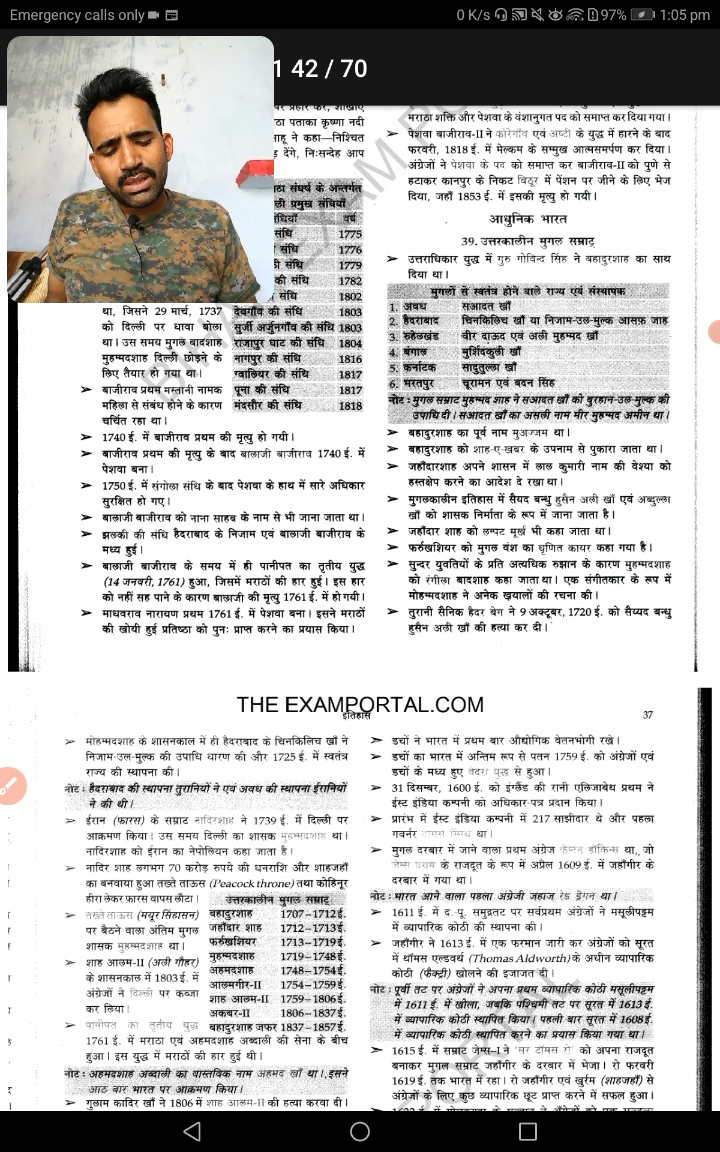 Emergency calls only
0 K/s 97% 1:05 pm
1 42 / 70
पर प्रहार करे, शाखाएं
ठा पताका कृष्णा नदी
हू ने कहा—निश्चित
देंगे, निःसन्देह आप
संघर्ष के अन्तर्गत
प्रमुख संधियाँ
वर्ष
संधि 1775
संधि 1776
संधि 1779
की संधि 1782
संधि 1802
देवगाँव की संधि 1803
सुर्जी अर्जुनगाँव की संधि 1803
राजापुर घाट की संधि 1804
नागपुर की संधि 1816
ग्वालियर की संधि 1817
पूना की संधि 1817
मंदसौर की संधि 1818
था, जिसने 29 मार्च, 1737
को दिल्ली पर धावा बोला
था। उस समय मुगल बादशाह
मुहम्मदशाह दिल्ली छोड़ने के
लिए तैयार हो गया था।
➢ बाजीराव प्रथम मस्तानी नामक
महिला से संबंध होने के कारण
चर्चित रहा था।
➢ 1740 ई. में बाजीराव प्रथम की मृत्यु हो गयी।
➢ बाजीराव प्रथम की मृत्यु के बाद बालाजी बाजीराव 1740 ई. में
पेशवा बना।
➢ 1750 ई. में संगोला संधि के बाद पेशवा के हाथ में सारे अधिकार
सुरक्षित हो गए।
➢ बालाजी बाजीराव को नाना साहब के नाम से भी जाना जाता था।
➢ झलकी की संधि हैदराबाद के निजाम एवं बालाजी बाजीराव के
मध्य हुई।
➢ बालाजी बाजीराव के समय में ही पानीपत का तृतीय युद्ध
(14 जनवरी, 1761) हुआ, जिसमें मराठों की हार हुई। इस हार
को नहीं सह पाने के कारण बालाजी की मृत्यु 1761 ई. में हो गयी।
➢ माधवराव नारायण प्रथम 1761 ई. में पेशवा बना। इसने मराठों
की खोयी हुई प्रतिष्ठा को पुनः प्राप्त करने का प्रयास किया।
मराठा शक्ति और पेशवा के वंशानुगत पद को समाप्त कर दिया गया।
➢ पेशवा बाजीराव-II ने कोरेगाँव एवं अष्टी के युद्ध में हारने के बाद
फरवरी, 1818 ई. में मेल्कम के सम्मुख आत्मसमर्पण कर दिया।
अंग्रेजों ने पेशवा के पद को समाप्त कर बाजीराव-II को पुणे से
हटाकर कानपुर के निकट बिठूर में पेंशन पर जीने के लिए भेज
दिया, जहाँ 1853 ई. में इसकी मृत्यु हो गयी।
आधुनिक भारत
39. उत्तरकालीन मुगल सम्राट्
➢ उत्तराधिकार युद्ध में गुरु गोविन्द सिंह ने बहादुरशाह का साथ
दिया था।
मुगलों से स्वतंत्र होने वाले राज्य एवं संस्थापक
1. अवध सआदत खाँ
2. हैदराबाद चिनकिलिच खाँ या निजाम-उल-मुल्क आसफ़ जाह
3. रुहेलखंड वीर दाऊद एवं अली मुहम्मद खाँ
4. बंगाल मुर्शिदकुली खाँ
5. कर्नाटक सादुतुल्ला खाँ
6. भरतपुर चूरामन एवं बदन सिंह
नोट : मुगल सम्राट् मुहम्मद शाह ने सआदत खाँ को बुरहान-उल-मुल्क की
उपाधि दी। सआदत खाँ का असली नाम मीर मुहम्मद अमीन था।
➢ बहादुरशाह का पूर्व नाम मुअज्जम था।
➢ बहादुरशाह को शाह-ए-खबर के उपनाम से पुकारा जाता था।
➢ जहाँदारशाह अपने शासन में लाल कुमारी नाम की वेश्या को
हस्तक्षेप करने का आदेश दे रखा था।
➢ मुगलकालीन इतिहास में सैयद बन्धु हुसैन अली खाँ एवं अब्दुल्ला
खाँ को शासक निर्माता के रूप में जाना जाता है।
➢ जहाँदार शाह को लम्पट मूर्ख भी कहा जाता था।
➢ फर्रुखशियर को मुगल वंश का घृणित कायर कहा गया है।
➢ सुन्दर युवतियों के प्रति अत्यधिक रुझान के कारण मुहम्मदशाह
को रंगीला बादशाह कहा जाता था। एक संगीतकार के रूप में
मोहम्मदशाह ने अनेक ख़यालों की रचना की।
➢ तुरानी सैनिक हैदर बेग ने 9 अक्टूबर, 1720 ई. को सैय्यद बन्धु
हुसैन अली खाँ की हत्या कर दी।
THE EXAMPORTAL.COM
इतिहास
37
➢ मोहम्मदशाह के शासनकाल में ही हैदराबाद के चिनकिलिच खाँ ने
निजाम-उल-मुल्क की उपाधि धारण की और 1725 ई. में स्वतंत्र
राज्य की स्थापना की।
नोट : हैदराबाद की स्थापना तुरानियों ने एवं अवध की स्थापना ईरानियों
ने की थी।
➢ ईरान (फारस) के सम्राट नादिरशाह ने 1739 ई. में दिल्ली पर
आक्रमण किया। उस समय दिल्ली का शासक मुहम्मदशाह था।
नादिरशाह को ईरान का नेपोलियन कहा जाता है।
➢ नादिर शाह लगभग 70 करोड़ रुपये की धनराशि और शाहजहाँ
का बनवाया हुआ तख्ते ताऊस (Peacock throne) तथा कोहिनूर
हीरा लेकर फ़ारस वापस लौटा।
➢ तख्ते ताऊस (मयूर सिंहासन)
पर बैठने वाला अंतिम मुगल
शासक मुहम्मदशाह था।
➢ शाह आलम-II (अली गौहर)
के शासनकाल में 1803 ई. में
अंग्रेजों ने दिल्ली पर कब्जा
कर लिया।
उत्तरकालीन मुगल सम्राट्
बहादुरशाह 1707–1712 ई.
जहाँदार शाह 1712–1713 ई.
फर्रुखशियर 1713–1719 ई.
मुहम्मदशाह 1719–1748 ई.
अहमदशाह 1748–1754 ई.
आलमगीर-II 1754–1759 ई.
शाह आलम-II 1759–1806 ई.
अकबर-II 1806–1837 ई.
बहादुरशाह जफर 1837–1857 ई.
➢ पानीपत का तृतीय युद्ध
1761 ई. में मराठा एवं अहमदशाह अब्दाली की सेना के बीच
हुआ। इस युद्ध में मराठों की हार हुई थी।
नोट : अहमदशाह अब्दाली का वास्तविक नाम अहमद खाँ था। इसने
आठ बार भारत पर आक्रमण किया।
➢ गुलाम कादिर खाँ ने 1806 में शाह आलम-II की हत्या करवा दी।
➢ डचों ने भारत में प्रथम बार औद्योगिक वेतनभोगी रखे।
➢ डचों का भारत में अन्तिम रूप से पतन 1759 ई. को अंग्रेजों एवं
डचों के मध्य हुए वेदरा युद्ध से हुआ।
➢ 31 दिसम्बर, 1600 ई. को इंग्लैंड की रानी एलिजाबेथ प्रथम ने
ईस्ट इंडिया कम्पनी को अधिकार-पत्र प्रदान किया।
➢ प्रारंभ में ईस्ट इंडिया कम्पनी में 217 साझीदार थे और पहला
गवर्नर टामस स्मिथ था।
➢ मुगल दरबार में जाने वाला प्रथम अंग्रेज कैप्टन हॉकिन्स था, जो
जेम्स प्रथम के राजदूत के रूप में अप्रैल 1609 ई. में जहाँगीर के
दरबार में गया था।
नोट : भारत आने वाला पहला अंग्रेजी जहाज रेड ड्रैगन था।
➢ 1611 ई. में द.-पू. समुद्रतट पर सर्वप्रथम अंग्रेजों ने मसूलीपट्टम
में व्यापारिक कोठी की स्थापना की।
➢ जहाँगीर ने 1613 ई. में एक फरमान जारी कर अंग्रेजों को सूरत
में थॉमस एल्डवर्थ (Thomas Aldworth) के अधीन व्यापारिक
कोठी (फैक्ट्री) खोलने की इजाजत दी।
नोट : पूर्वी तट पर अंग्रेजों ने अपना प्रथम व्यापारिक कोठी मसूलीपट्टम
में 1611 ई. में खोला, जबकि पश्चिमी तट पर सूरत में 1613 ई.
में व्यापारिक कोठी स्थापित किया। पहली बार सूरत में 1608 ई.
में व्यापारिक कोठी स्थापित करने का प्रयास किया गया था।
➢ 1615 ई. में सम्राट जेम्स-I ने 'सर टॉमस रो' को अपना राजदूत
बनाकर मुगल सम्राट् जहाँगीर के दरबार में भेजा। रो फरवरी
1619 ई. तक भारत में रहा। रो जहाँगीर एवं खुर्रम (शाहजहाँ) से
अंग्रेजों के लिए कुछ व्यापारिक छूट प्राप्त करने में सफल हुआ।